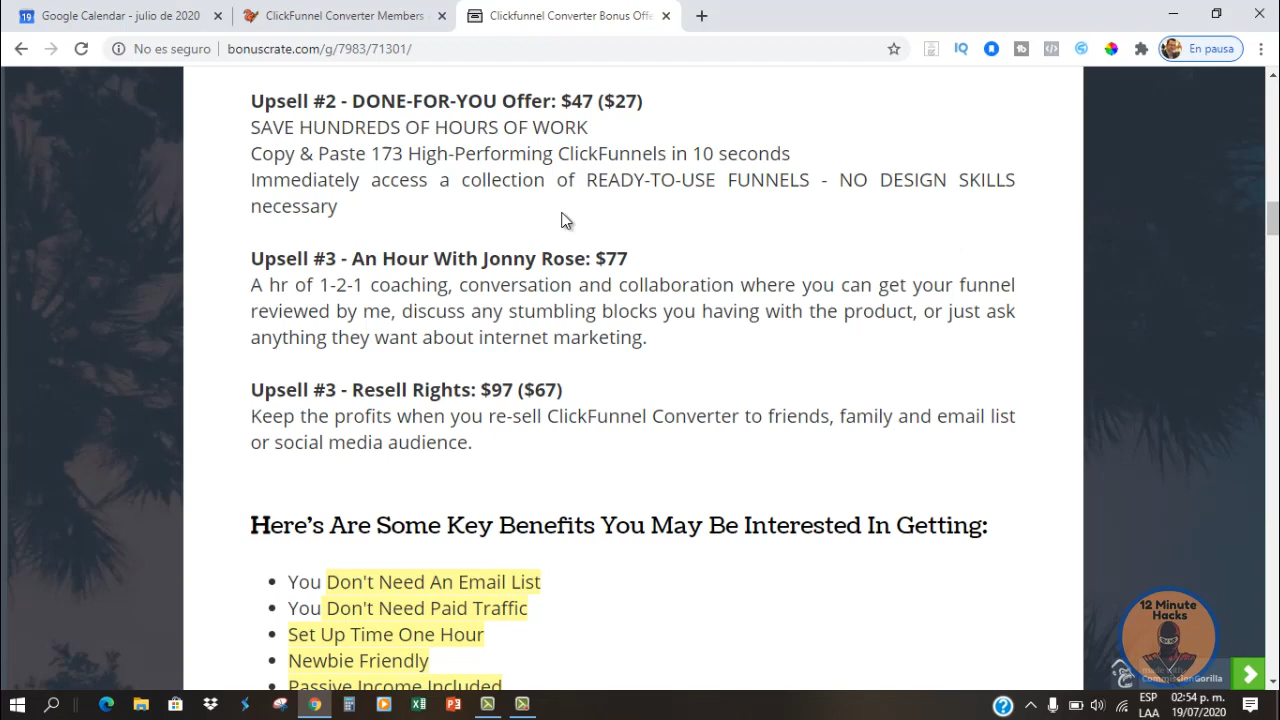 Google Calendar - julio de 2020
ClickFunnel Converter Members
Clickfunnel Converter Bonus Offe
No es seguro
bonuscrate.com/g/7983/71301/
En pausa
Upsell #2 - DONE-FOR-YOU Offer: $47 ($27)
SAVE HUNDREDS OF HOURS OF WORK
Copy & Paste 173 High-Performing ClickFunnels in 10 seconds
Immediately access a collection of READY-TO-USE FUNNELS - NO DESIGN SKILLS
necessary
Upsell #3 - An Hour With Jonny Rose: $77
A hr of 1-2-1 coaching, conversation and collaboration where you can get your funnel
reviewed by me, discuss any stumbling blocks you having with the product, or just ask
anything they want about internet marketing.
Upsell #3 - Resell Rights: $97 ($67)
Keep the profits when you re-sell ClickFunnel Converter to friends, family and email list
or social media audience.
Here's Are Some Key Benefits You May Be Interested In Getting:
You Don't Need An Email List
You Don't Need Paid Traffic
Set Up Time One Hour
Newbie Friendly
Passive Income Included
12 Minute
Hacks
CommissionGorilla
ESP
LAA
02:54 p. m.
19/07/2020